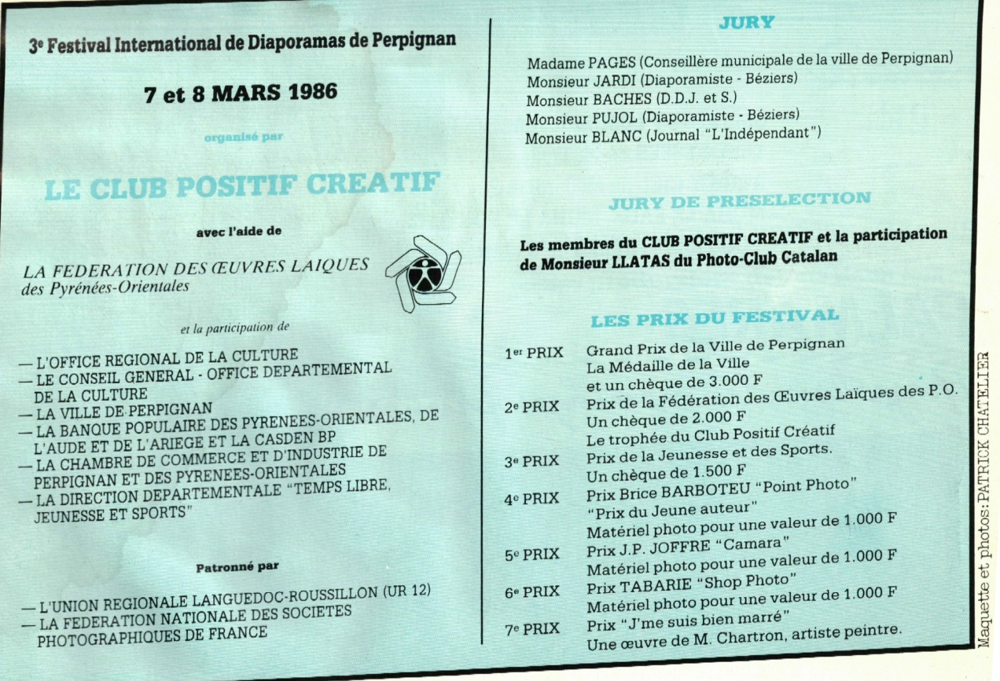 3e Festival International de Diaporamas de Perpignan
7 et 8 MARS 1986
organisé par
LE CLUB POSITIF CREATIF
avec l'aide de
LA FEDERATION DES ŒUVRES LAIQUES
des Pyrénées-Orientales
et la participation de
— L'OFFICE REGIONAL DE LA CULTURE
— LE CONSEIL GENERAL - OFFICE DEPARTEMENTAL
DE LA CULTURE
— LA VILLE DE PERPIGNAN
— LA BANQUE POPULAIRE DES PYRENEES-ORIENTALES, DE
L'AUDE ET DE L'ARIEGE ET LA CASDEN BP
— LA CHAMBRE DE COMMERCE ET D'INDUSTRIE DE
PERPIGNAN ET DES PYRENEES-ORIENTALES
— LA DIRECTION DEPARTEMENTALE "TEMPS LIBRE,
JEUNESSE ET SPORTS"
Patronné par
— L'UNION REGIONALE LANGUEDOC-ROUSSILLON (UR 12)
— LA FEDERATION NATIONALE DES SOCIETES
PHOTOGRAPHIQUES DE FRANCE
JURY
Madame PAGES (Conseillère municipale de la ville de Perpignan)
Monsieur JARDI (Diaporamiste - Béziers)
Monsieur BACHES (D.D.J. et S.)
Monsieur PUJOL (Diaporamiste - Béziers)
Monsieur BLANC (Journal "L'Indépendant")
JURY DE PRESELECTION
Les membres du CLUB POSITIF CREATIF et la participation
de Monsieur LLATAS du Photo-Club Catalan
LES PRIX DU FESTIVAL
1er PRIX Grand Prix de la Ville de Perpignan
La Médaille de la Ville
et un chèque de 3.000 F
2e PRIX Prix de la Fédération des Œuvres Laïques des P.O.
Un chèque de 2.000 F
Le trophée du Club Positif Créatif
3e PRIX Prix de la Jeunesse et des Sports.
Un chèque de 1.500 F
4e PRIX Prix Brice BARBOTEU "Point Photo"
"Prix du Jeune auteur"
Matériel photo pour une valeur de 1.000 F
5e PRIX Prix J.P. JOFFRE "Camara"
Matériel photo pour une valeur de 1.000 F
6e PRIX Prix TABARIE "Shop Photo"
Matériel photo pour une valeur de 1.000 F
7e PRIX Prix "J'me suis bien marré"
Une œuvre de M. Chartron, artiste peintre.
Maquette et photos: PATRICK CHATELIER